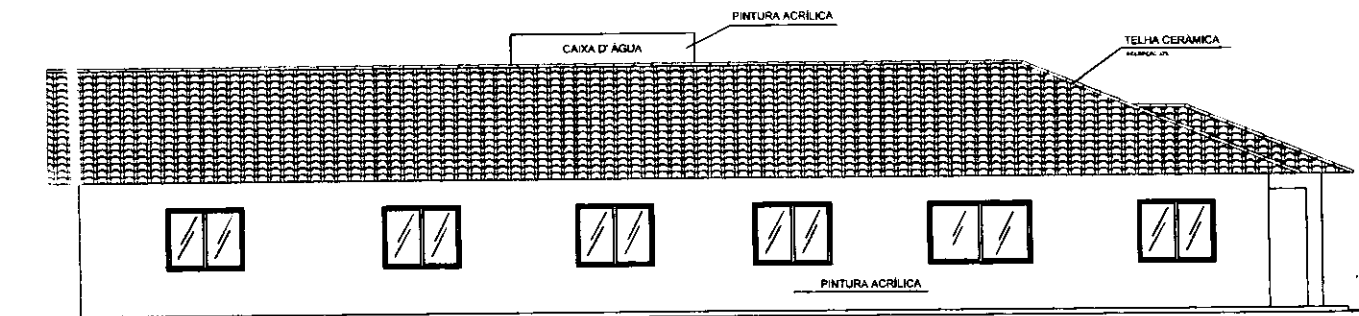 PINTURA ACRÍLICA
CAIXA D' ÁGUA
TELHA CERÂMICA
PINTURA ACRÍLICA